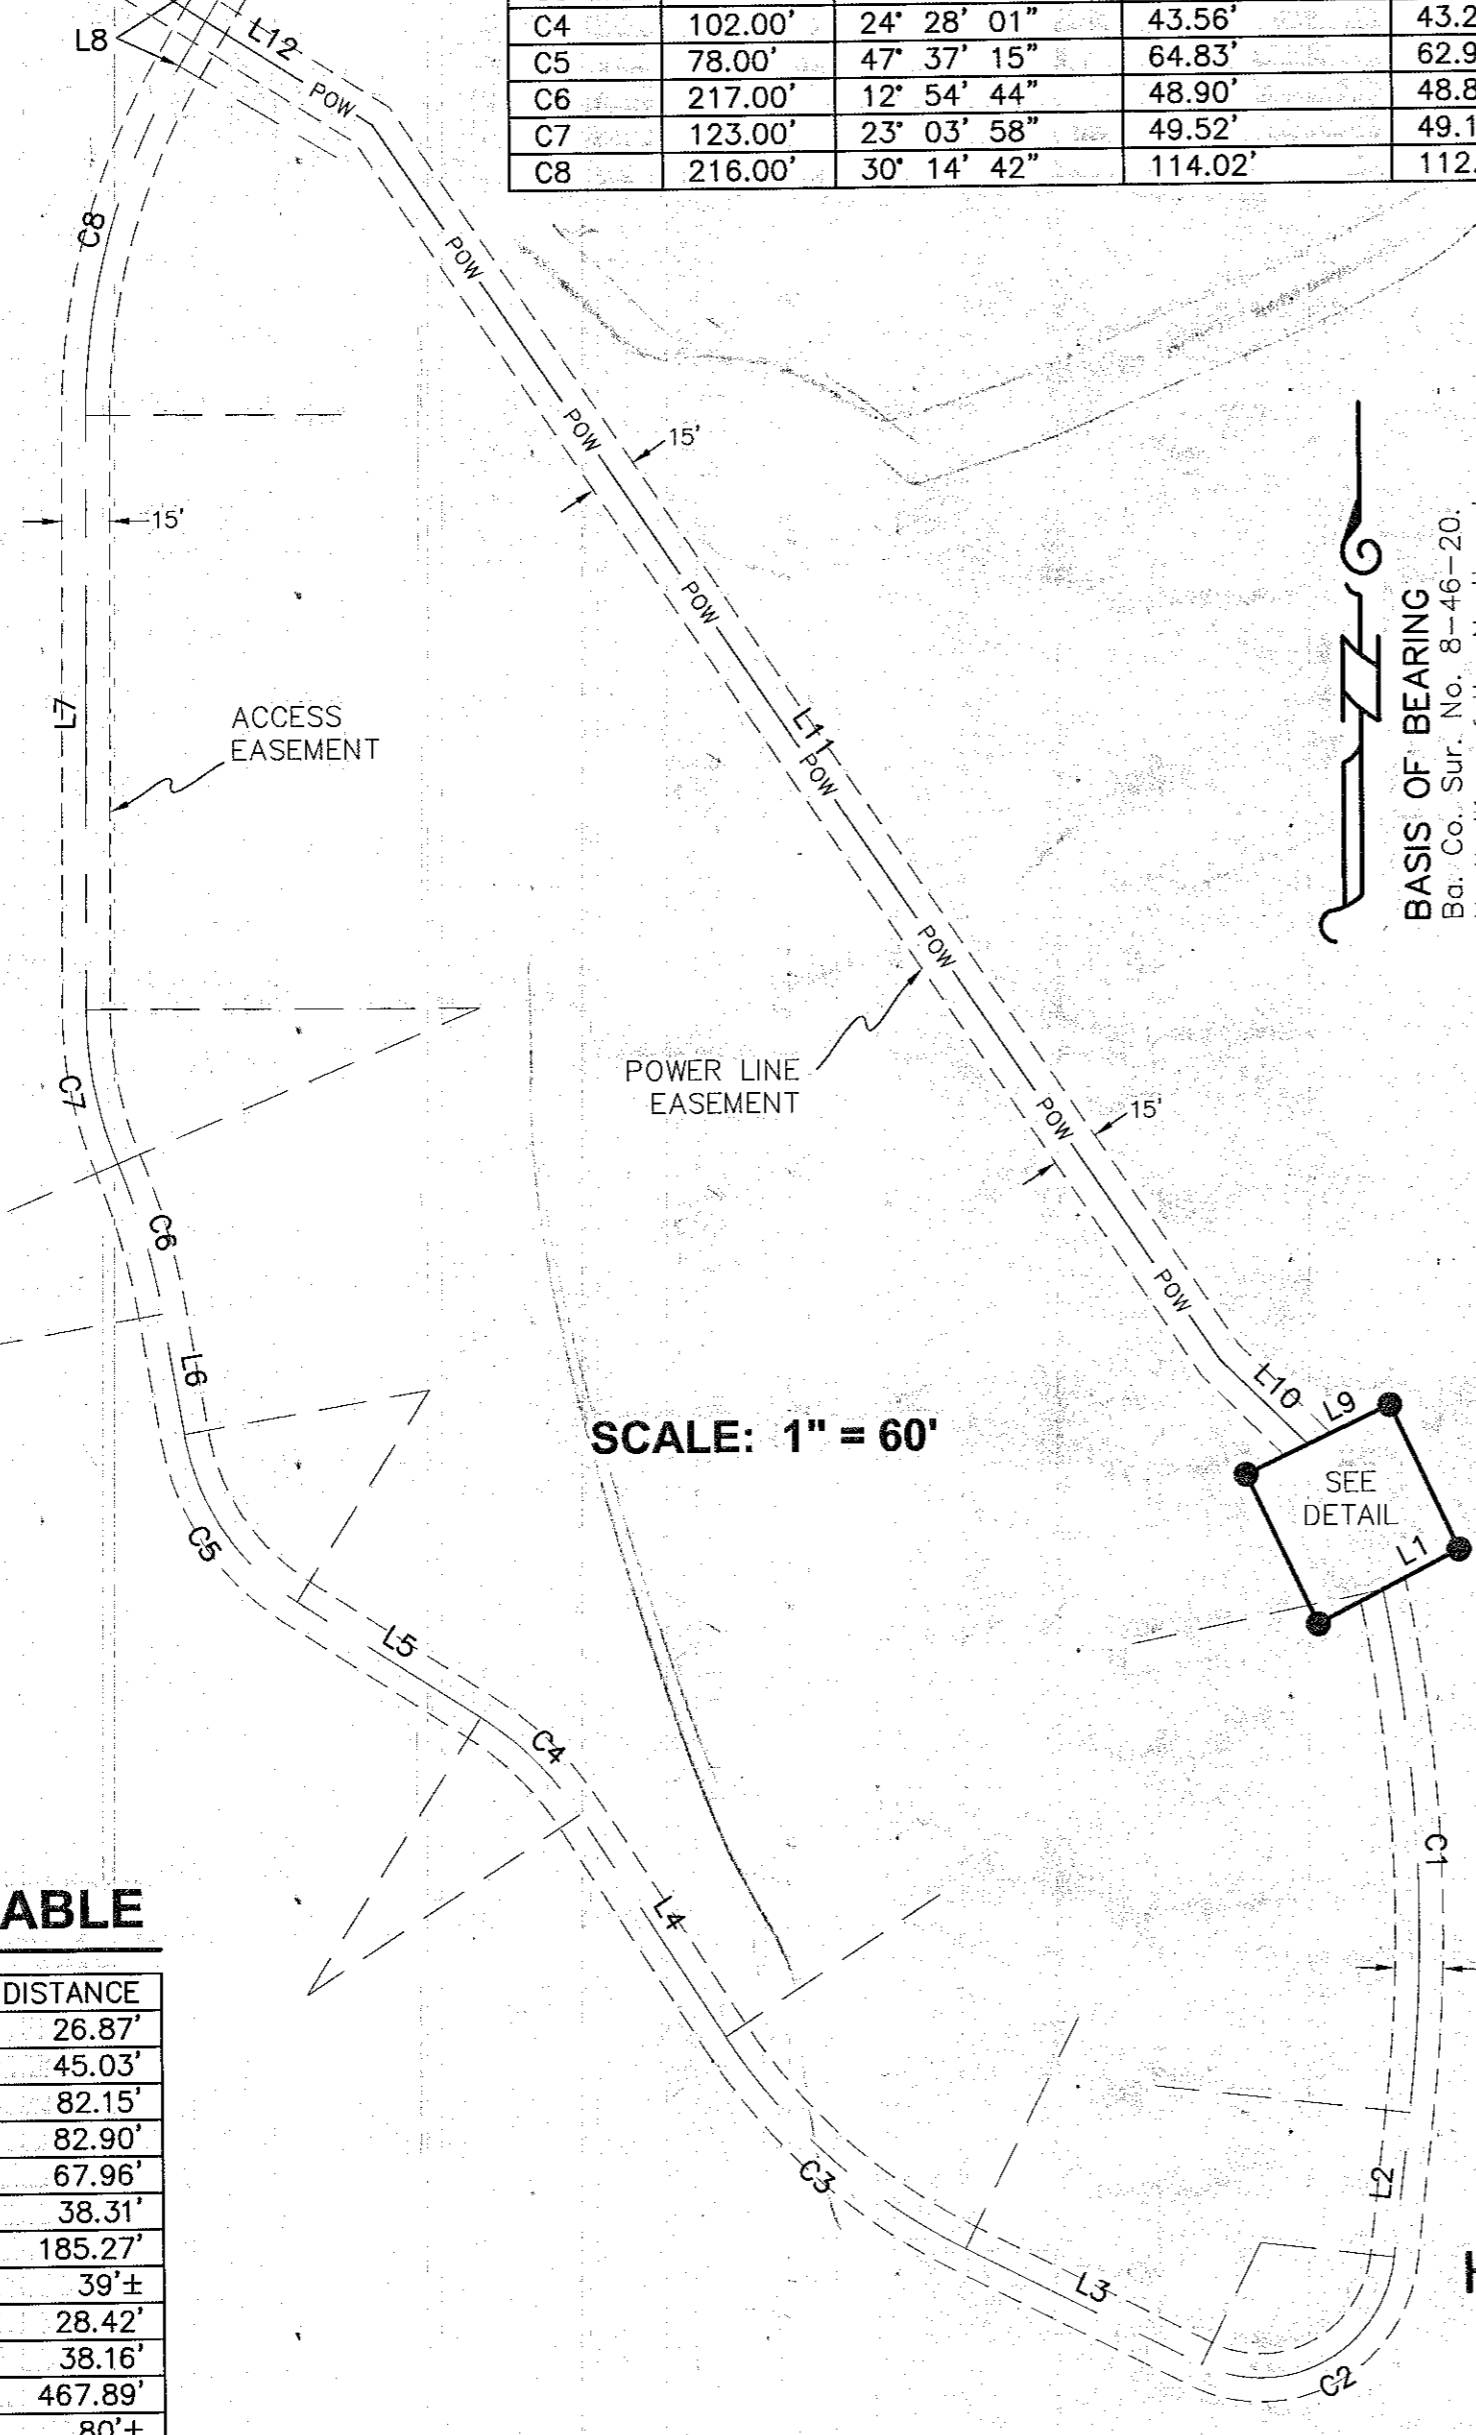 C4 102.00' 24° 28' 01" 43.56' 43.2
C5 78.00' 47° 37' 15" 64.83' 62.9
C6 217.00' 12° 54' 44" 48.90' 48.8
C7 123.00' 23° 03' 58" 49.52' 49.1
C8 216.00' 30° 14' 42" 114.02' 112.
L8
L12
POW
C8
POW
POW
15'
15'
POW
L7
ACCESS
EASEMENT
L11
POW
BASIS OF BEARING
Ba. Co. Sur. No. 8-46-20.
POW
POWER LINE
EASEMENT
C7
POW
15'
C6
POW
L6
L10
L9
SCALE: 1" = 60'
SEE
DETAIL
C5
L1
L5
C4
C1
L4
ABLE
DISTANCE
26.87'
45.03'
82.15'
82.90'
67.96'
38.31'
185.27'
39'±
28.42'
38.16'
467.89'
80'±
C3
L2
L3
C2